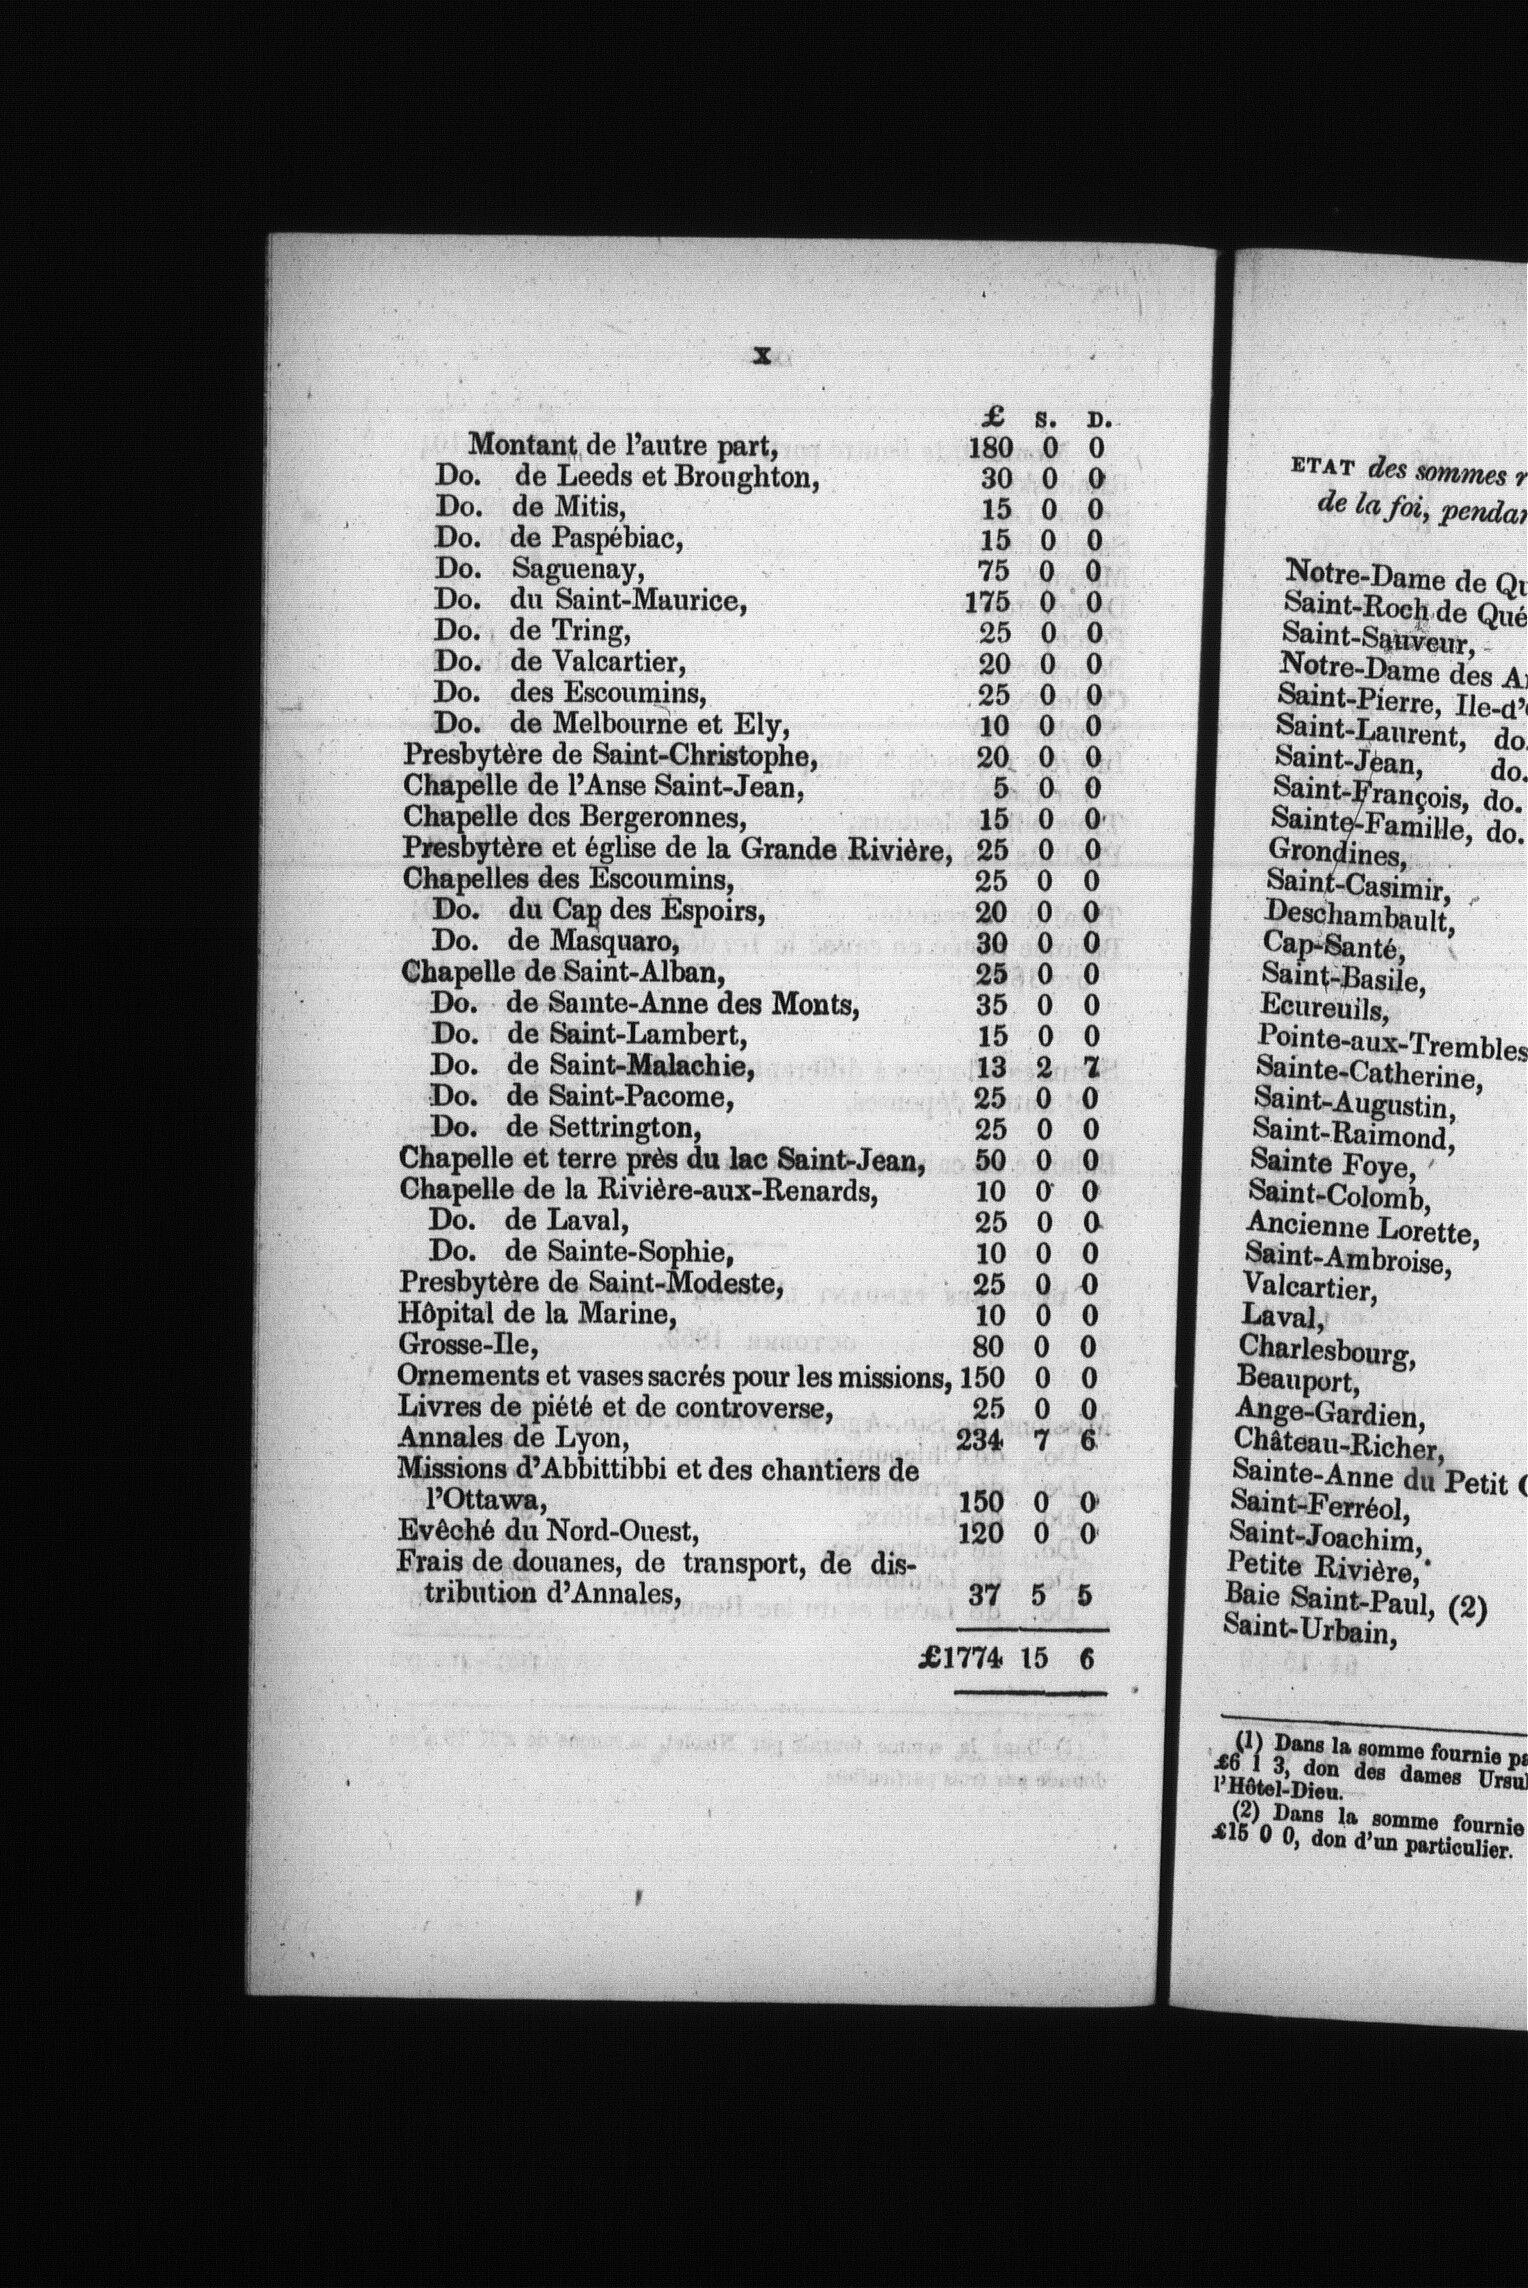 x
£ S. D.
Montant de l'autre part, 180 0 0
Do. de Leeds et Broughton, 30 0 0
Do. de Mitis, 15 0 0
Do. de Paspébiac, 15 0 0
Do. Saguenay, 75 0 0
Do. du Saint-Maurice, 175 0 0
Do. de Tring, 25 0 0
Do. de Valcartier, 20 0 0
Do. des Escoumins, 25 0 0
Do. de Melbourne et Ely, 10 0 0
Presbytère de Saint-Christophe, 20 0 0
Chapelle de l'Anse Saint-Jean, 5 0 0
Chapelle des Bergeronnes, 15 0 0
Presbytère et église de la Grande Rivière, 25 0 0
Chapelles des Escoumins, 25 0 0
Do. du Cap des Espoirs, 20 0 0
Do. de Masquaro, 30 0 0
Chapelle de Saint-Alban, 25 0 0
Do. de Sainte-Anne des Monts, 35 0 0
Do. de Saint-Lambert, 15 0 0
Do. de Saint-Malachie, 13 2 7
Do. de Saint-Pacome, 25 0 0
Do. de Settrington, 25 0 0
Chapelle et terre près du lac Saint-Jean, 50 0 0
Chapelle de la Rivière-aux-Renards, 10 0 0
Do. de Laval, 25 0 0
Do. de Sainte-Sophie, 10 0 0
Presbytère de Saint-Modeste, 25 0 0
Hôpital de la Marine, 10 0 0
Grosse-Ile, 80 0 0
Ornements et vases sacrés pour les missions, 150 0 0
Livres de piété et de controverse, 25 0 0
Annales de Lyon, 234 7 6
Missions d'Abbittibbi et des chantiers de
l'Ottawa, 150 0 0
Evêché du Nord-Ouest, 120 0 0
Frais de douanes, de transport, de dis-
tribution d'Annales, 37 5 5
£1774 15 6
ETAT des sommes r
de la foi, pendan
Notre-Dame de Qu
Saint-Roch de Qué
Saint-Sauveur,
Notre-Dame des A
Saint-Pierre, Ile-d'
Saint-Laurent, do.
Saint-Jean, do.
Saint-François, do.
Sainte-Famille, do.
Grondines,
Saint-Casimir,
Deschambault,
Cap-Santé,
Saint-Basile,
Ecureuils,
Pointe-aux-Trembles
Sainte-Catherine,
Saint-Augustin,
Saint-Raimond,
Sainte Foye,
Saint-Colomb,
Ancienne Lorette,
Saint-Ambroise,
Valcartier,
Laval,
Charlesbourg,
Beauport,
Ange-Gardien,
Château-Richer,
Sainte-Anne du Petit
Saint-Ferréol,
Saint-Joachim,
Petite Rivière,
Baie Saint-Paul, (2)
Saint-Urbain,
(1) Dans la somme fournie pa
£6 1 3, don des dames Ursul
l'Hôtel-Dieu.
(2) Dans la somme fournie
£15 0 0, don d'un particulier.